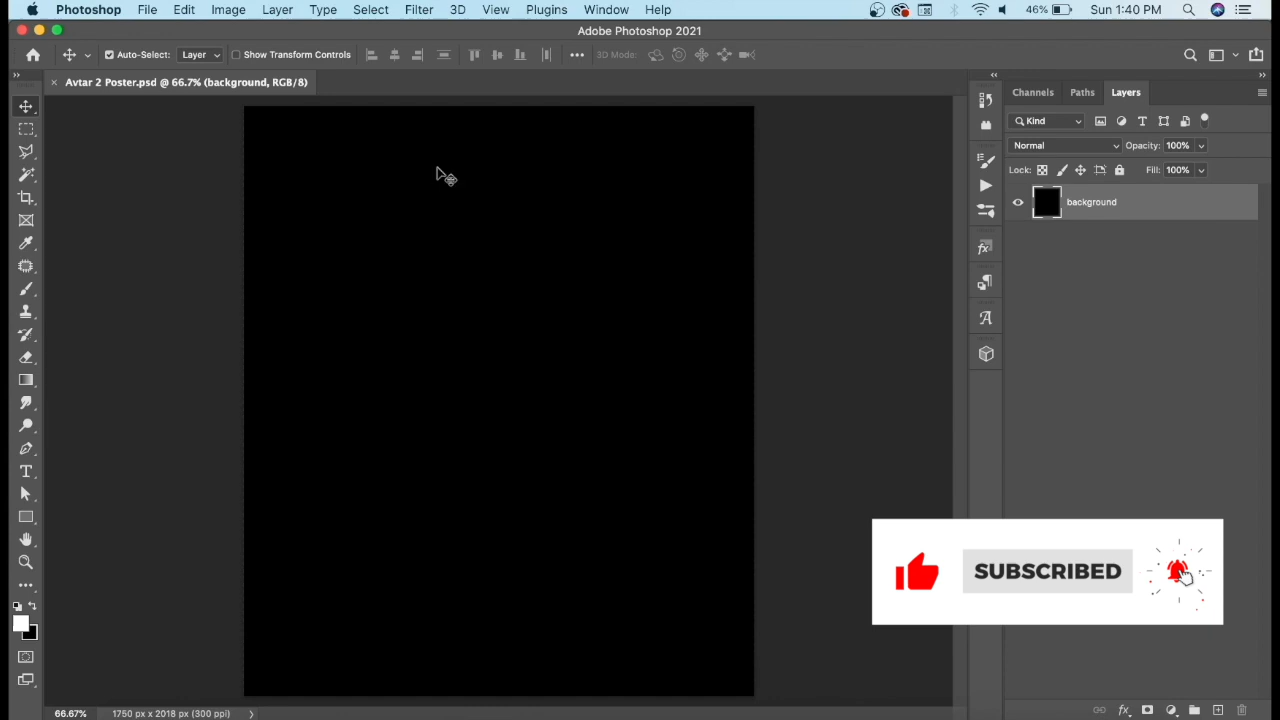 Photoshop File Edit Image Layer Type Select Filter 3D View Plugins Window Help 46% Sun 1:40 PM
Adobe Photoshop 2021
Auto-Select: Layer Show Transform Controls 3D Mode:
Avtar 2 Poster.psd @ 66.7% (background, RGB/8)
Channels Paths Layers
Kind
Normal Opacity: 100%
Lock: Fill: 100%
background
SUBSCRIBED
66.67% 1750 px x 2018 px (300 ppi)